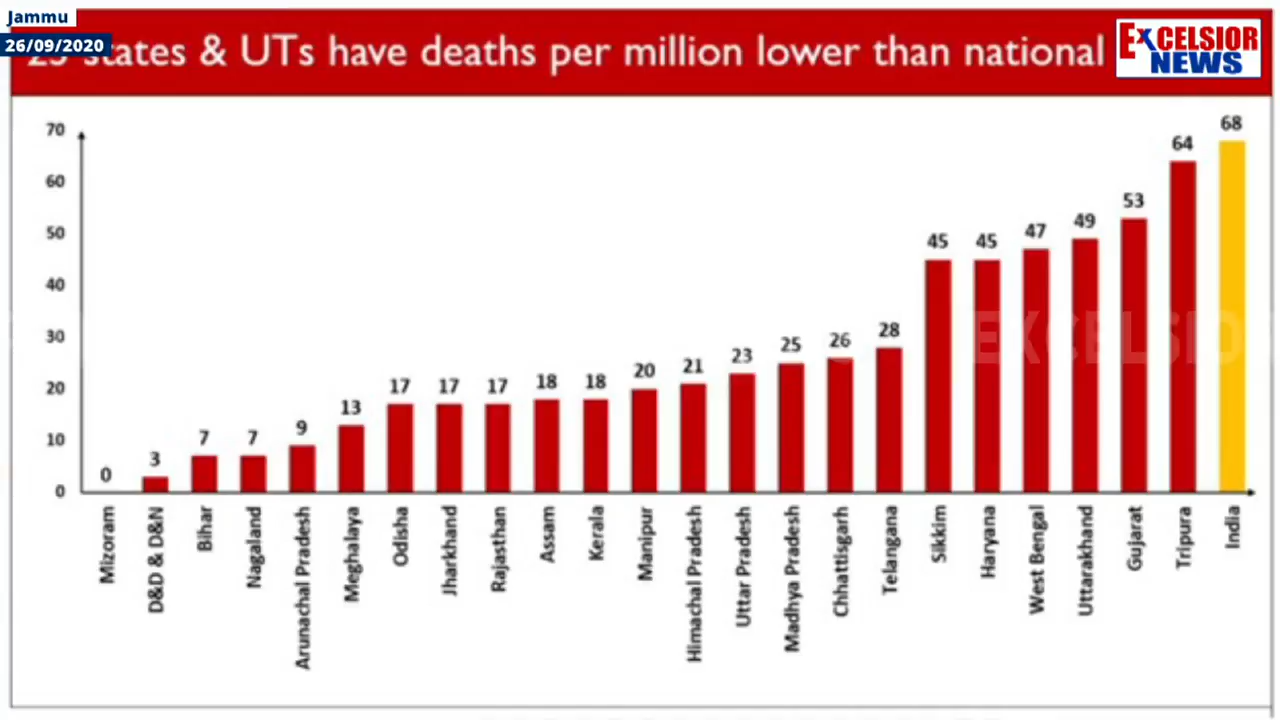 Jammu
26/09/2020
states & UTs have deaths per million lower than national
EXCELSIOR
NEWS
70
60
50
40
30
20
10
0
0
3
7
7
9
13
17
17
17
18
18
20
21
23
25
26
28
45
45
47
49
53
64
68
EXCELSIO
Mizoram
D&D & D&N
Bihar
Nagaland
Arunachal Pradesh
Meghalaya
Odisha
Jharkhand
Rajasthan
Assam
Kerala
Manipur
Himachal Pradesh
Uttar Pradesh
Madhya Pradesh
Chhattisgarh
Telangana
Sikkim
Haryana
West Bengal
Uttarakhand
Gujarat
Tripura
India